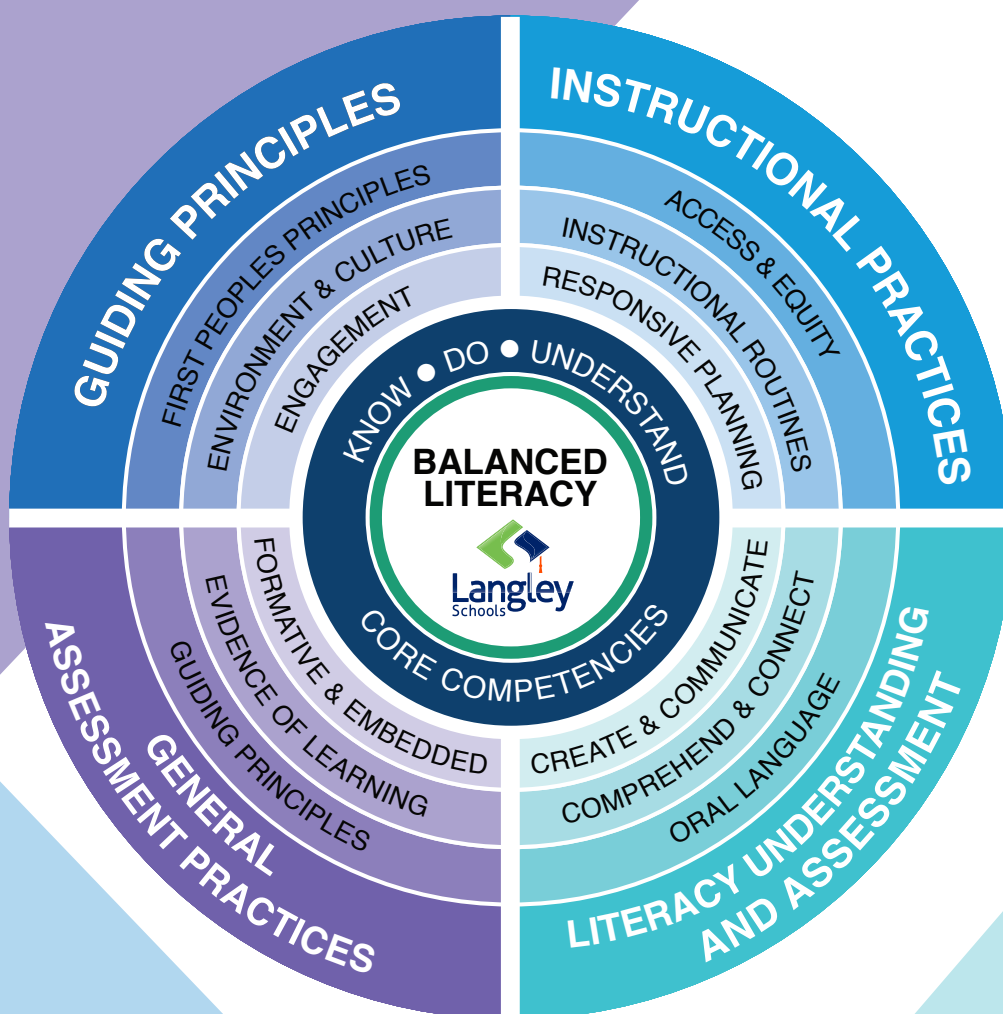 GUIDING PRINCIPLES
FIRST PEOPLES PRINCIPLES
ENVIRONMENT & CULTURE
ENGAGEMENT
INSTRUCTIONAL PRACTICES
ACCESS & EQUITY
INSTRUCTIONAL ROUTINES
RESPONSIVE PLANNING
KNOW ● DO ● UNDERSTAND
BALANCED
LITERACY
Langley
Schools
CORE COMPETENCIES
FORMATIVE & EMBEDDED
EVIDENCE OF LEARNING
GUIDING PRINCIPLES
GENERAL
ASSESSMENT PRACTICES
CREATE & COMMUNICATE
COMPREHEND & CONNECT
ORAL LANGUAGE
LITERACY UNDERSTANDING
AND ASSESSMENT